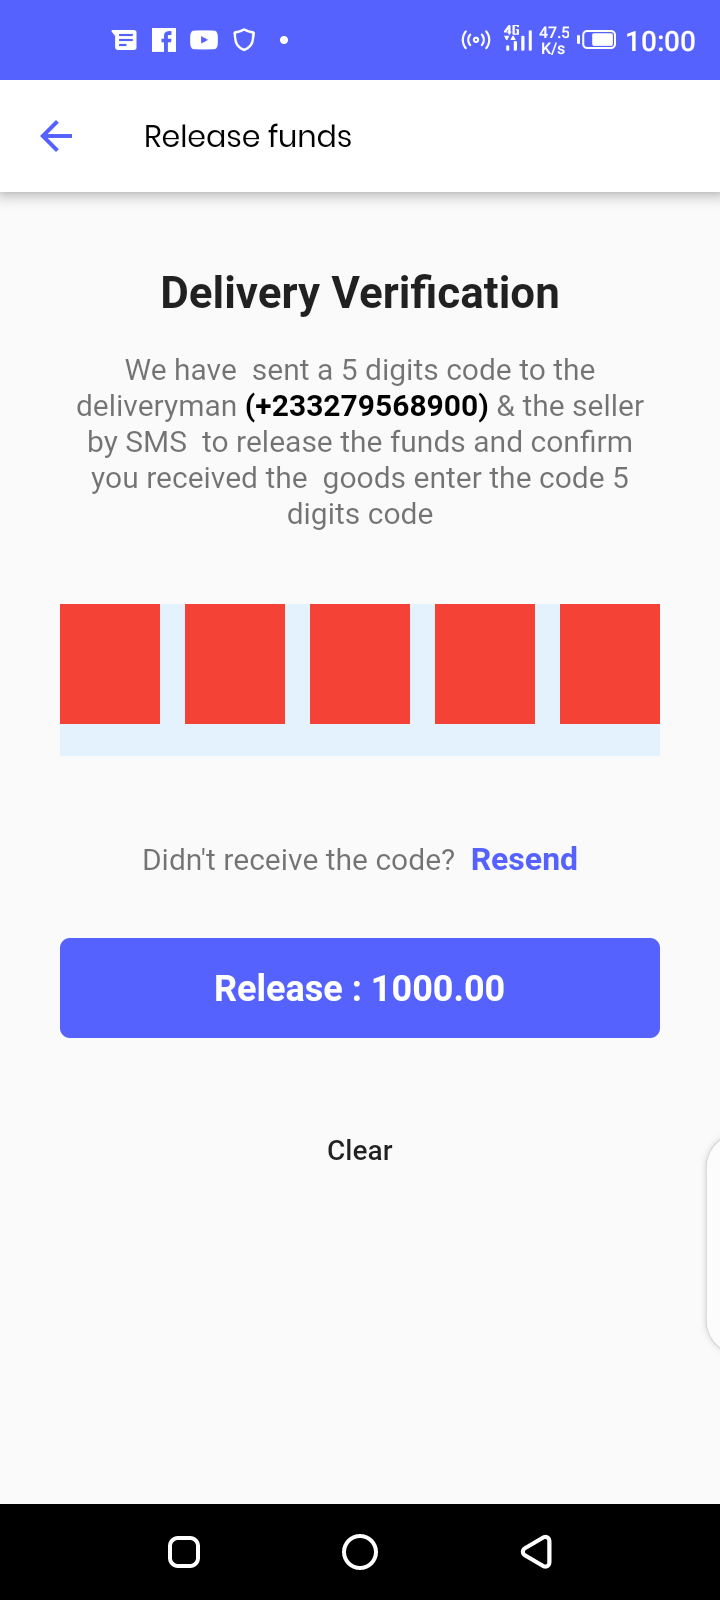 4G 47.5 K/s 10:00
Release funds
Delivery Verification
We have  sent a 5 digits code to the
deliveryman (+233279568900) & the seller
by SMS  to release the funds and confirm
you received the  goods enter the code 5
digits code
Didn't receive the code?  Resend
Release : 1000.00
Clear